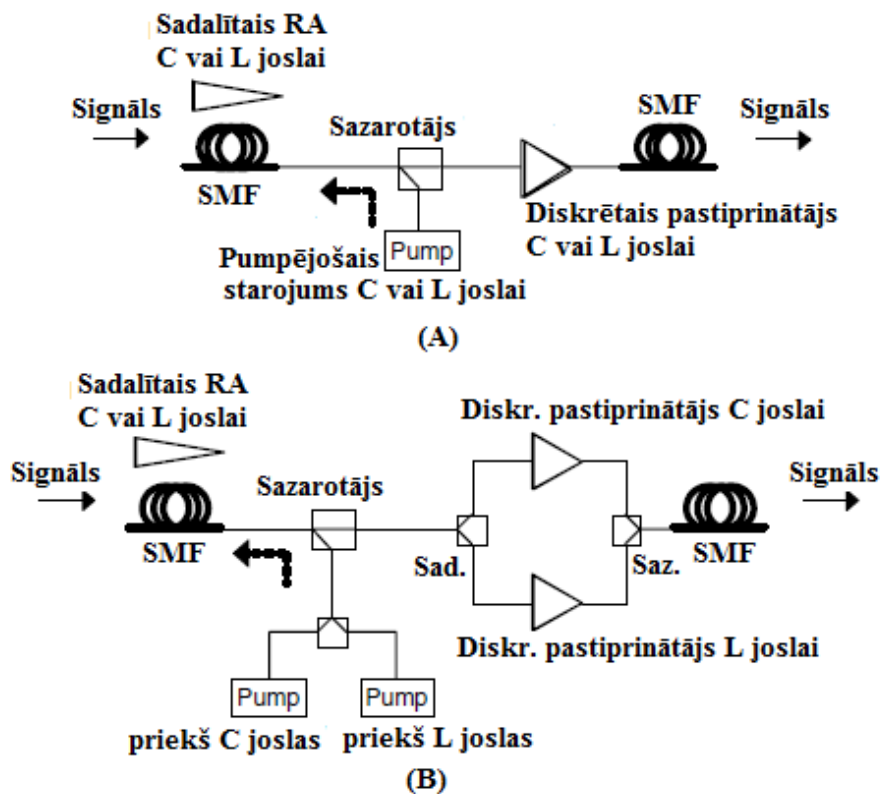 Sadalītais RA
C vai L joslai
Signāls
Sazarotājs
SMF
Signāls
SMF
Pump
Diskrētais pastiprinātājs
C vai L joslai
Pumpējošais
starojums C vai L joslai
(A)
Sadalītais RA
C vai L joslai
Diskr. pastiprinātājs C joslai
Signāls
Sazarotājs
Signāls
SMF
Sad.
Saz.
SMF
Diskr. pastiprinātājs L joslai
Pump
Pump
priekš C joslas
priekš L joslas
(B)